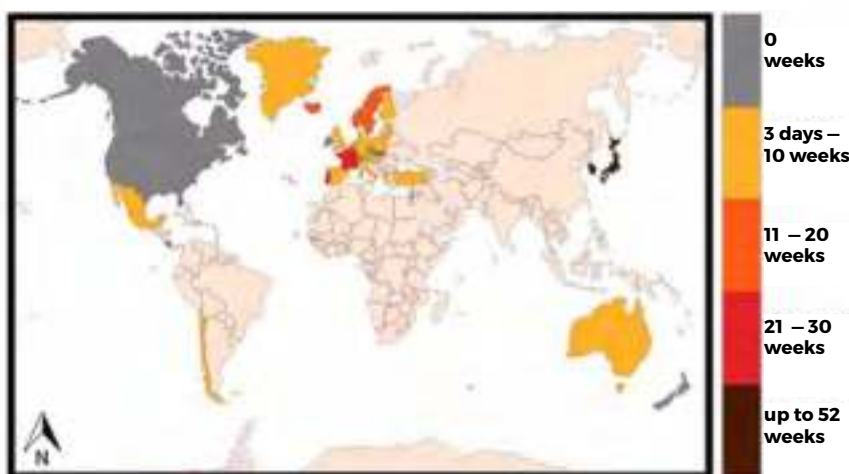 0
weeks
3 days —
10 weeks
11 — 20
weeks
21 — 30
weeks
up to 52
weeks
N